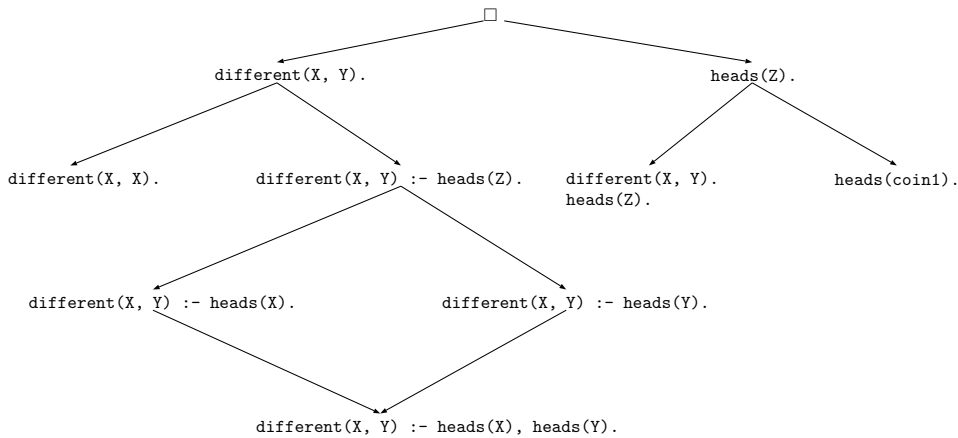 □
different(X, Y).
heads(Z).
different(X, X).
different(X, Y) :- heads(Z).
different(X, Y).
heads(Z).
heads(coin1).
different(X, Y) :- heads(X).
different(X, Y) :- heads(Y).
different(X, Y) :- heads(X), heads(Y).